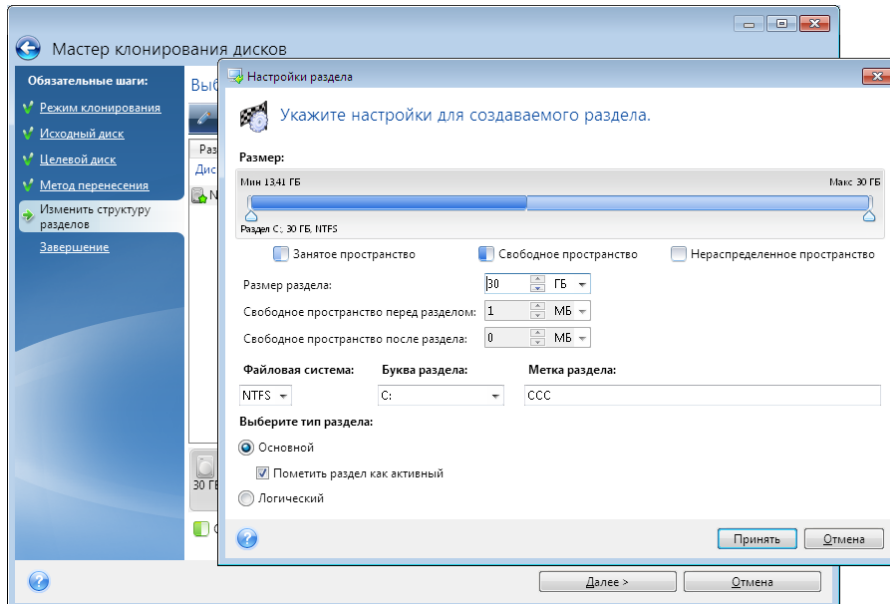 Мастер клонирования дисков
Обязательные шаги:
Режим клонирования
Исходный диск
Целевой диск
Метод перенесения
Изменить структуру
разделов
Завершение
Выб
Раз
Дис
N
30 ГБ
С
Настройки раздела
Укажите настройки для создаваемого раздела.
Размер:
Мин 13,41 ГБ Макс 30 ГБ
Раздел C:; 30 ГБ, NTFS
Занятое пространство Свободное пространство Нераспределенное пространство
Размер раздела: 30 ГБ
Свободное пространство перед разделом: 1 МБ
Свободное пространство после раздела: 0 МБ
Файловая система: Буква раздела: Метка раздела:
NTFS C: CCC
Выберите тип раздела:
Основной
Пометить раздел как активный
Логический
Принять Отмена
Далее > Отмена